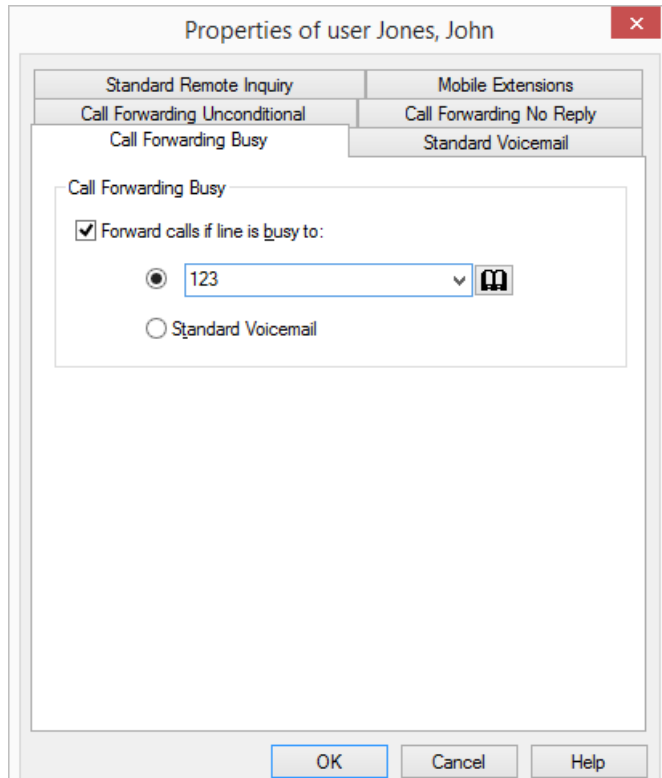 Properties of user Jones, John
Standard Remote Inquiry Mobile Extensions
Call Forwarding Unconditional Call Forwarding No Reply
Call Forwarding Busy Standard Voicemail
Call Forwarding Busy
Forward calls if line is busy to:
123
Standard Voicemail
OK Cancel Help